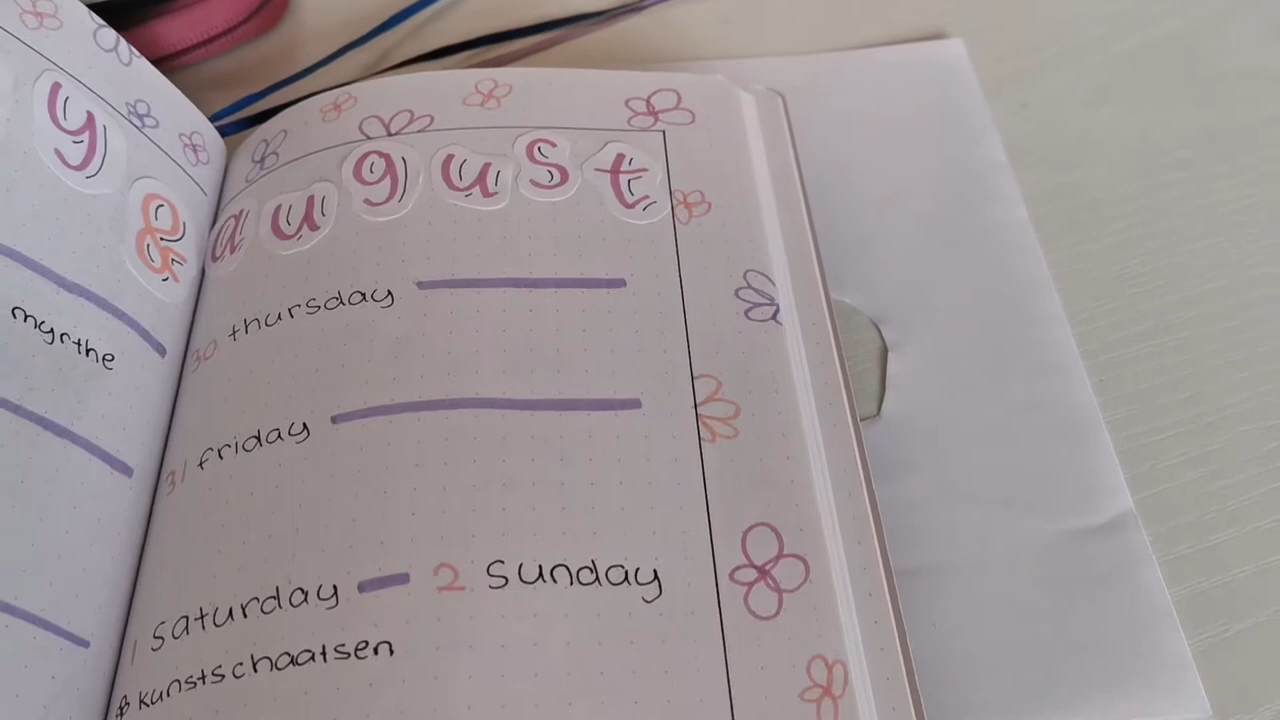 y &
myrthe
august
30 thursday
31 friday
1 saturday 2 sunday
kunstschaatsen